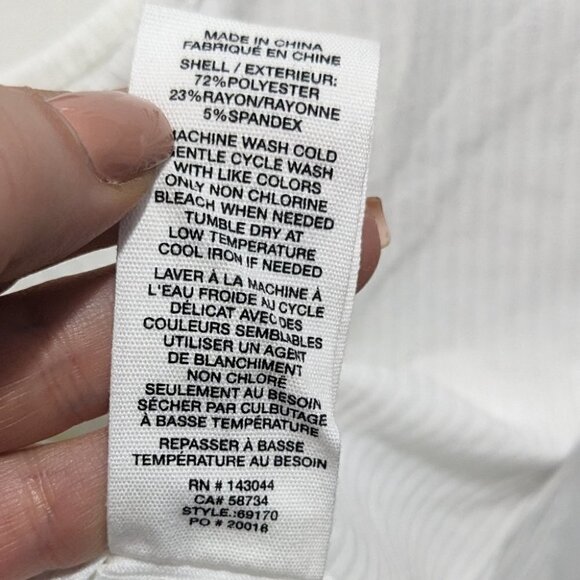 MADE IN CHINA
FABRIQUÉ EN CHINE
SHELL / EXTERIEUR:
72%POLYESTER
23%RAYON/RAYONNE
5%SPANDEX
MACHINE WASH COLD
GENTLE CYCLE WASH
WITH LIKE COLORS
ONLY NON CHLORINE
BLEACH WHEN NEEDED
TUMBLE DRY AT
LOW TEMPERATURE
COOL IRON IF NEEDED
LAVER À LA MACHINE À
L'EAU FROIDE AU CYCLE
DÉLICAT AVEC DES
COULEURS SEMBLABLES
UTILISER UN AGENT
DE BLANCHIMENT
NON CHLORÉ
SEULEMENT AU BESOIN
SÉCHER PAR CULBUTAGE
À BASSE TEMPÉRATURE
REPASSER À BASSE
TEMPÉRATURE AU BESOIN
RN # 143044
CA# 58734
STYLE.:69170
PO # 20016